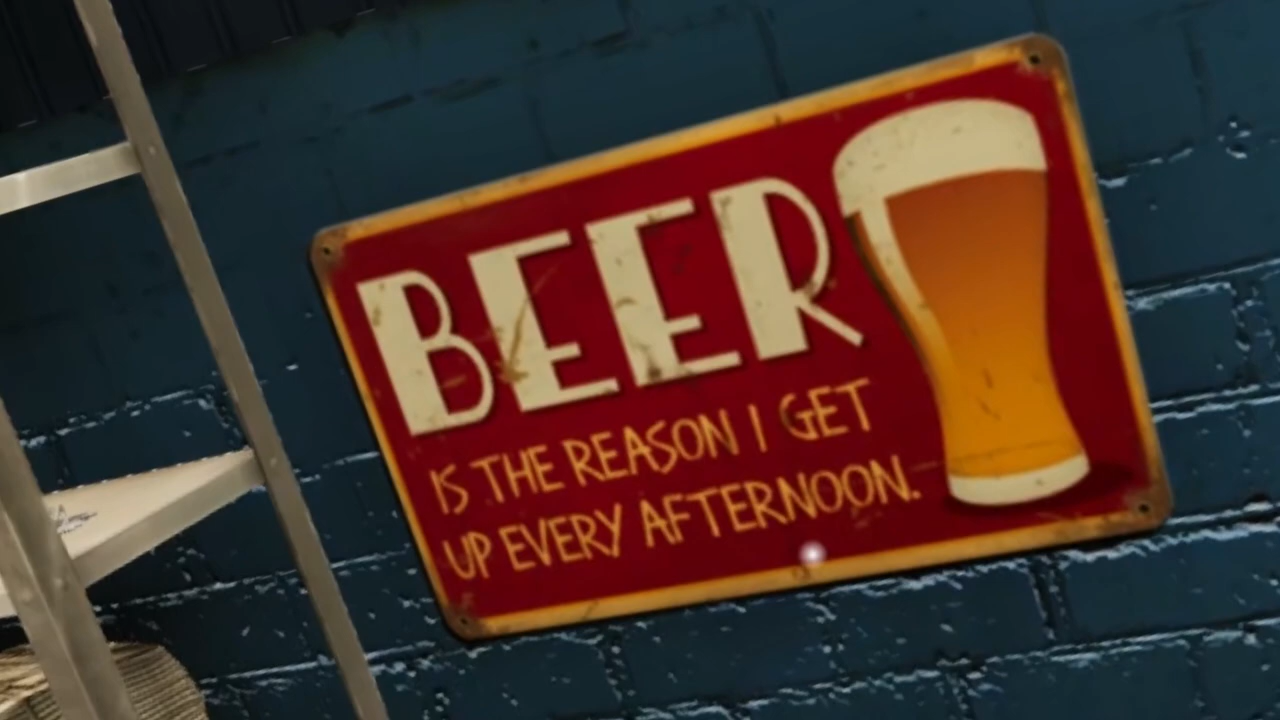 BEER
IS THE REASON I GET
UP EVERY AFTERNOON.